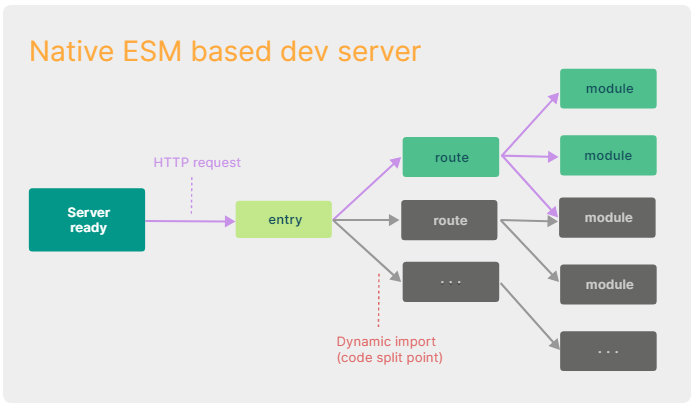 Native ESM based dev server
module
HTTP request
route
module
Server
ready
entry
route
module
...
module
Dynamic import
(code split point)
...